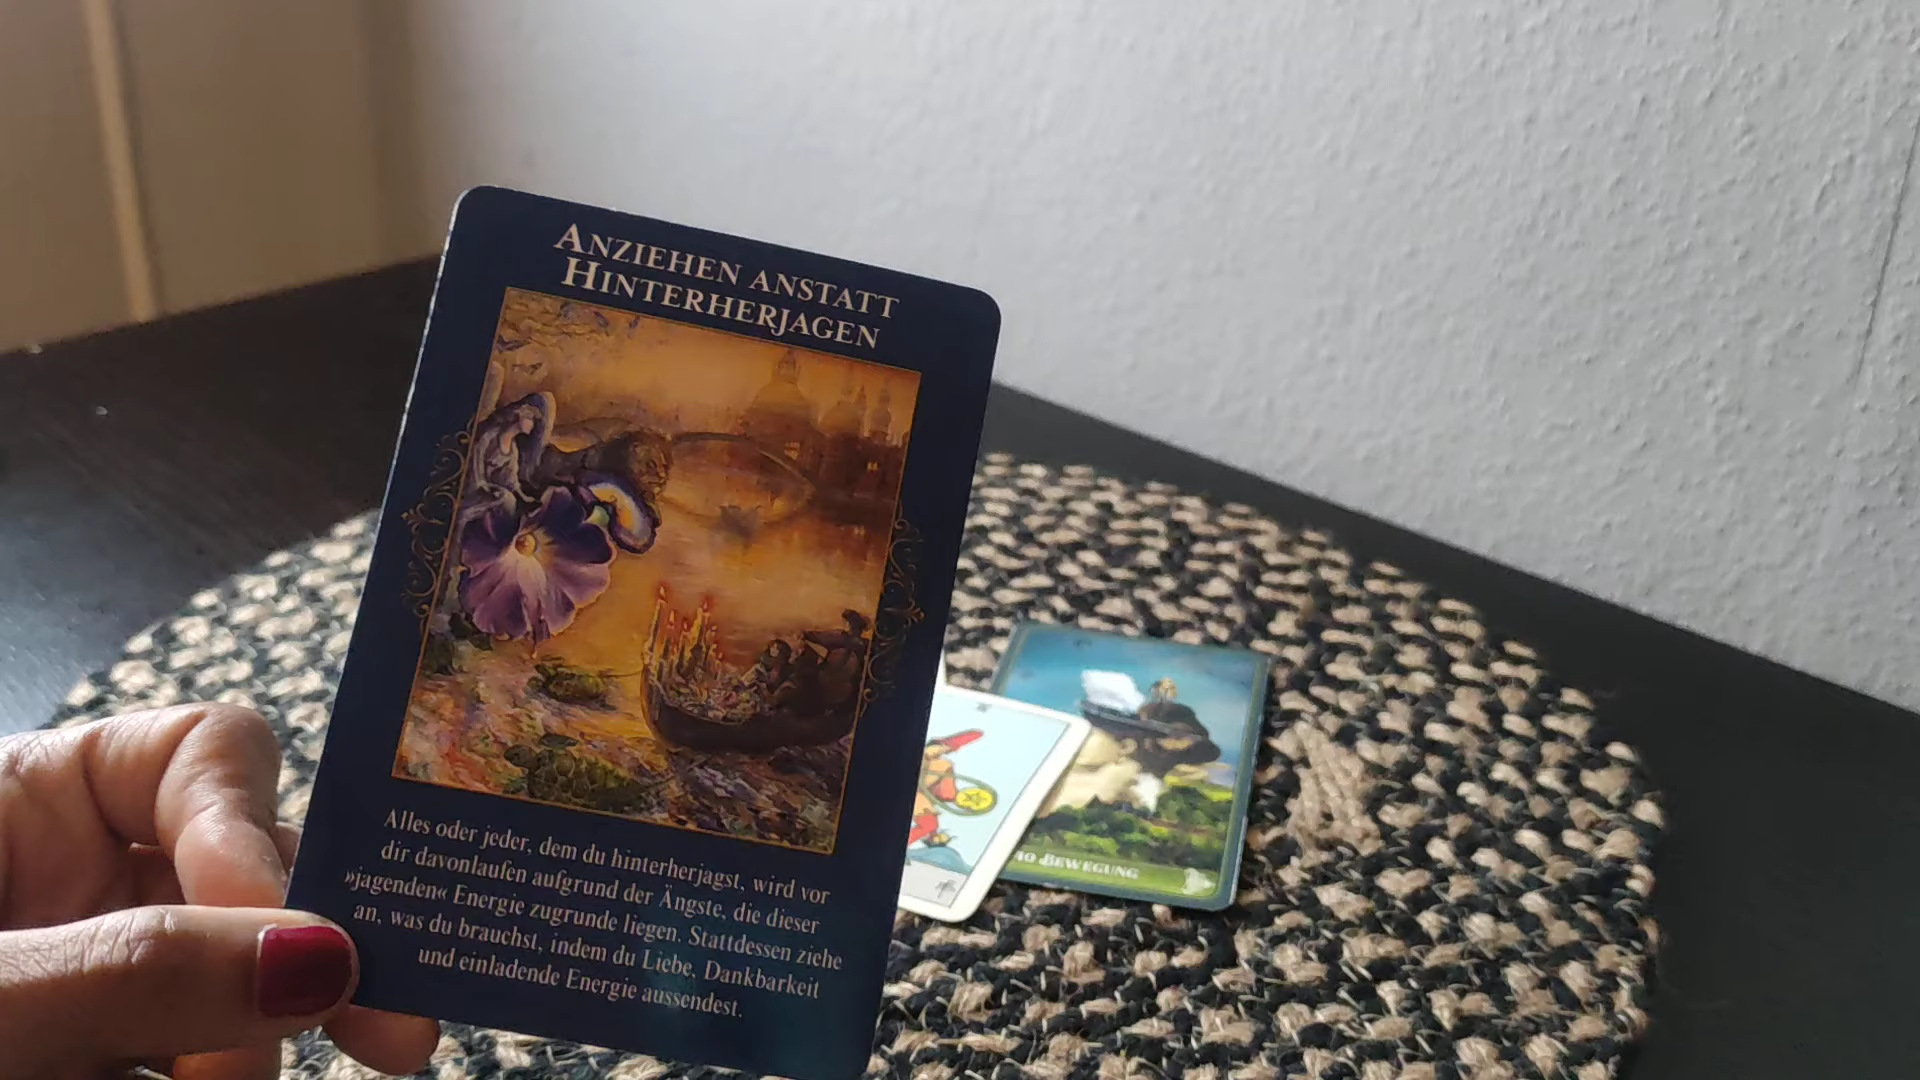 ANZIEHEN ANSTATT
HINTERHERJAGEN
Alles oder jeder, dem du hinterherjagst, wird vor
dir davonlaufen aufgrund der Ängste, die dieser
»jagenden« Energie zugrunde liegen. Stattdessen ziehe
an, was du brauchst, indem du Liebe, Dankbarkeit
und einladende Energie aussendest.
BEWEGUNG